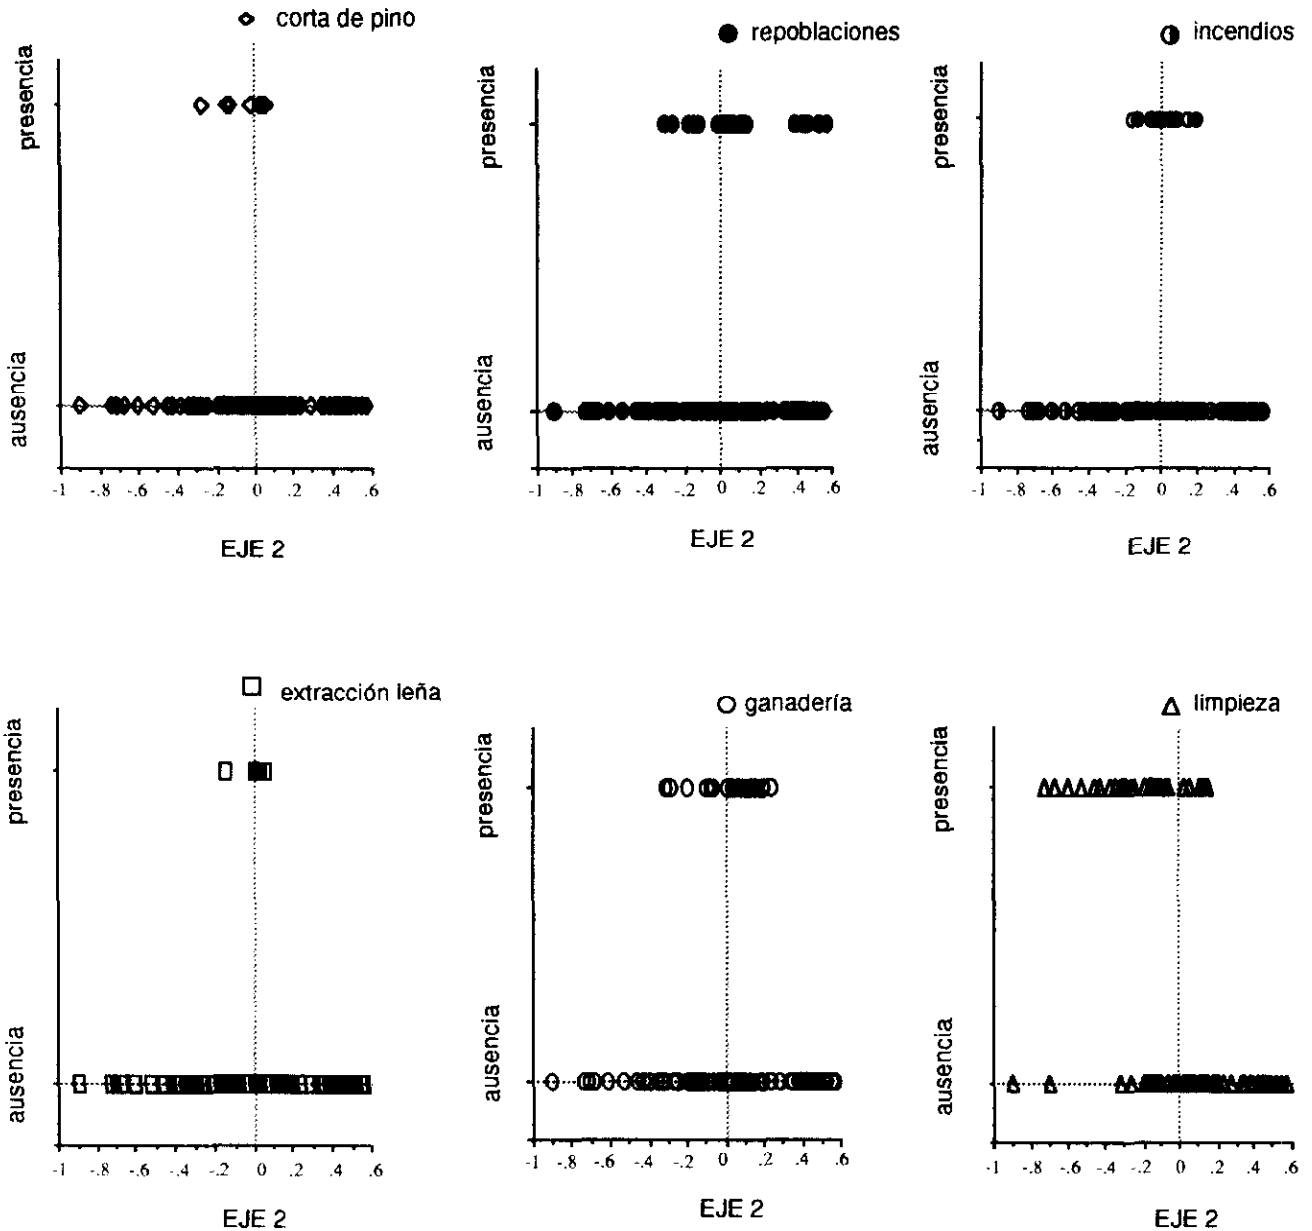 corta de pino
presencia
ausencia
-1 -.8 -.6 -.4 -.2 0 .2 .4 .6
EJE 2
repoblaciones
presencia
ausencia
-1 -.8 -.6 -.4 -.2 0 .2 .4 .6
EJE 2
incendios
presencia
ausencia
-1 -.8 -.6 -.4 -.2 0 .2 .4 .6
EJE 2
extracción leña
presencia
ausencia
-1 -.8 -.6 -.4 -.2 0 .2 .4 .6
EJE 2
ganadería
presencia
ausencia
-1 -.8 -.6 -.4 -.2 0 .2 .4 .6
EJE 2
limpieza
presencia
ausencia
-1 -.8 -.6 -.4 -.2 0 .2 .4 .6
EJE 2